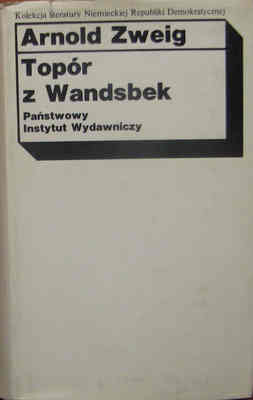 Kolekcja literatury Niemieckiej Republiki Demokratycznej
Arnold Zweig
Topór
z Wandsbek
Państwowy
Instytut Wydawniczy